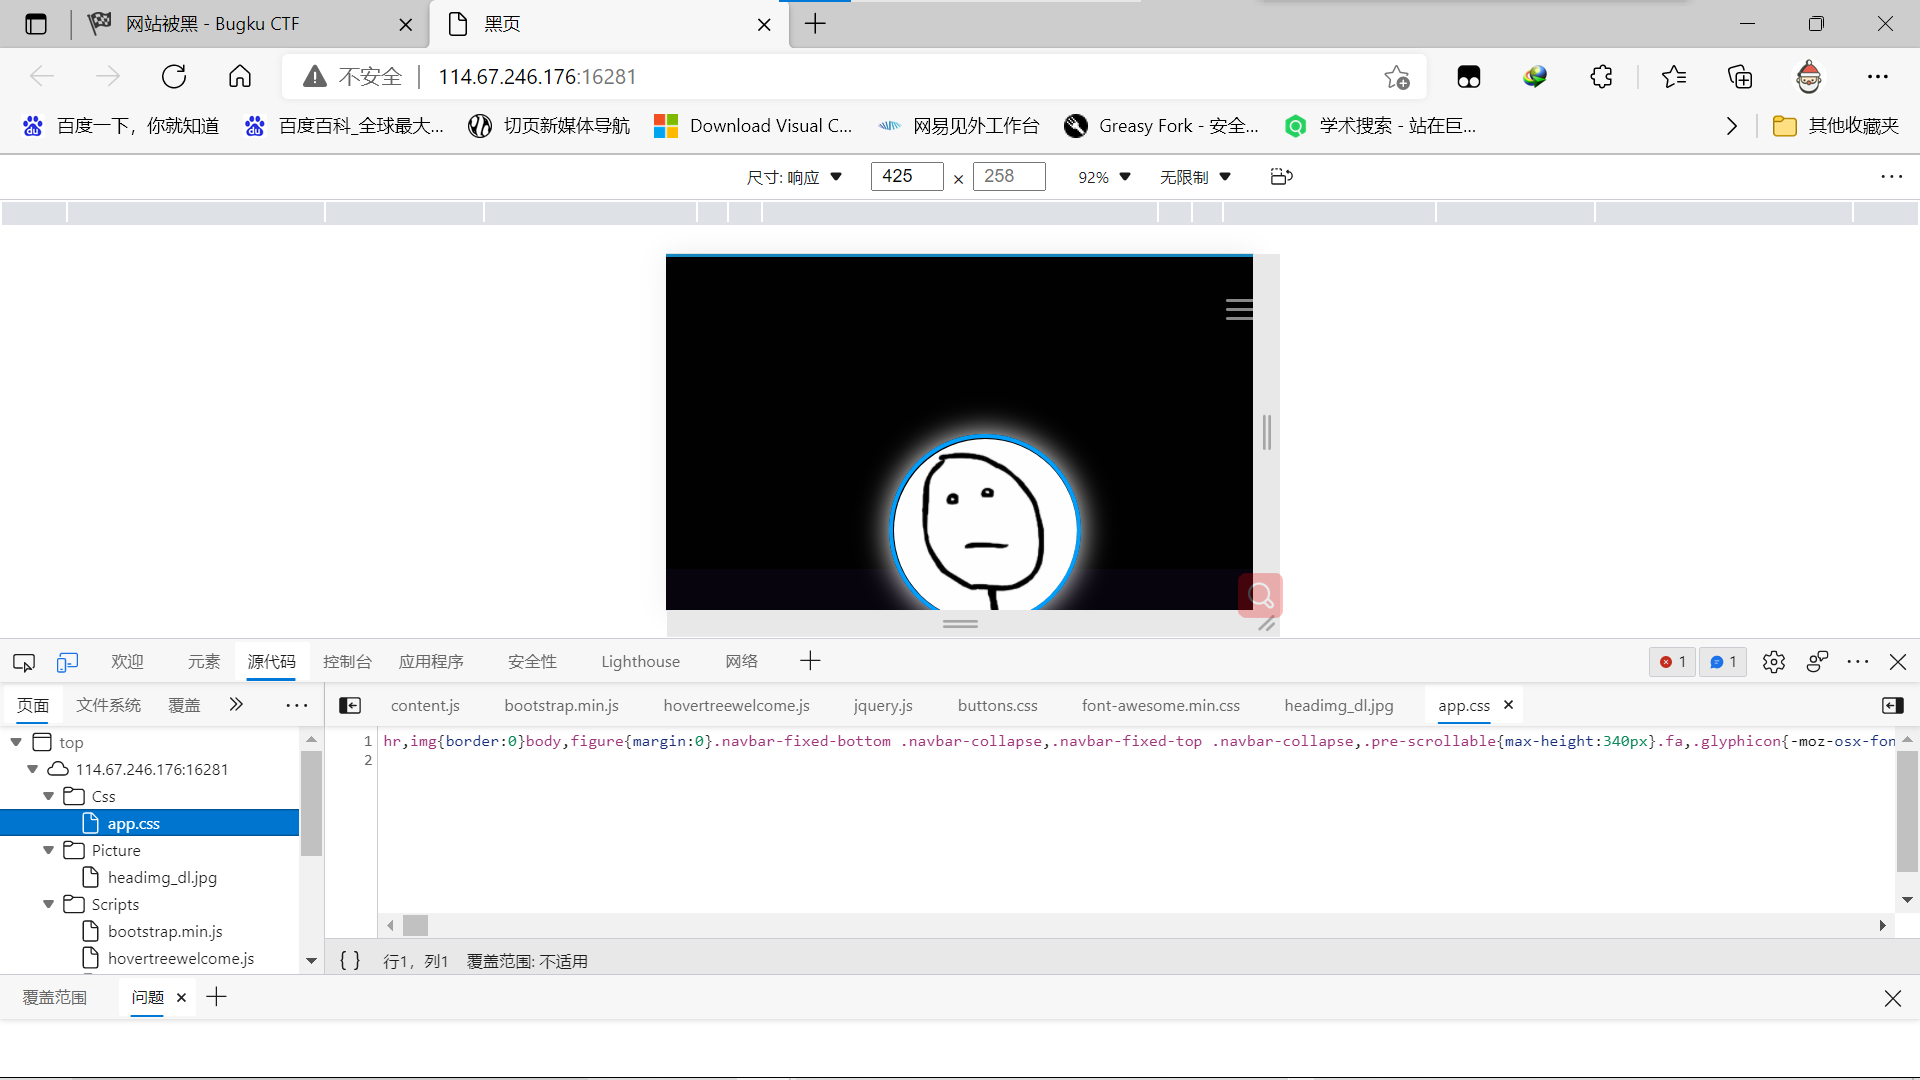 网站被黑 - Bugku CTF
黑页
不安全
114.67.246.176:16281
百度一下，你就知道
百度百科_全球最大...
切页新媒体导航
Download Visual C...
网易见外工作台
Greasy Fork - 安全...
学术搜索 - 站在巨...
其他收藏夹
尺寸: 响应
425
×
258
92%
无限制
欢迎
元素
源代码
控制台
应用程序
安全性
Lighthouse
网络
1
1
页面
文件系统
覆盖
content.js
bootstrap.min.js
hovertreewelcome.js
jquery.js
buttons.css
font-awesome.min.css
headimg_dl.jpg
app.css
top
114.67.246.176:16281
Css
app.css
Picture
headimg_dl.jpg
Scripts
bootstrap.min.js
hovertreewelcome.js
1
hr,img{border:0}body,figure{margin:0}.navbar-fixed-bottom .navbar-collapse,.navbar-fixed-top .navbar-collapse,.pre-scrollable{max-height:340px}.fa,.glyphicon{-moz-osx-fon
2
{ }
行1，列1
覆盖范围: 不适用
覆盖范围
问题